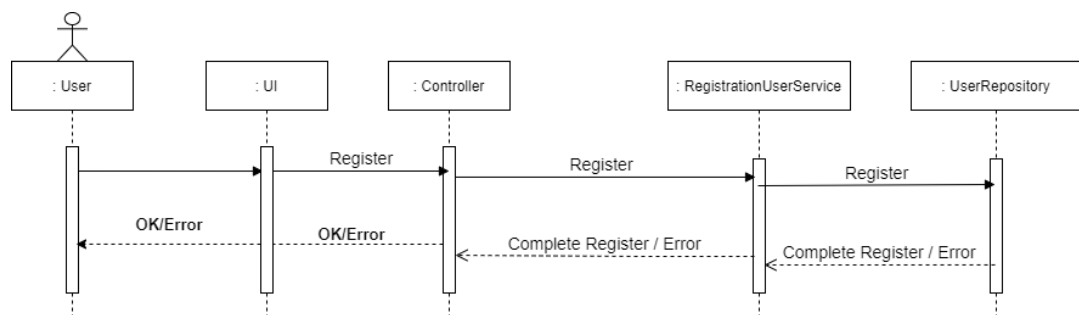 : User
: UI
: Controller
: RegistrationUserService
: UserRepository
Register
Register
Register
OK/Error
OK/Error
Complete Register / Error
Complete Register / Error